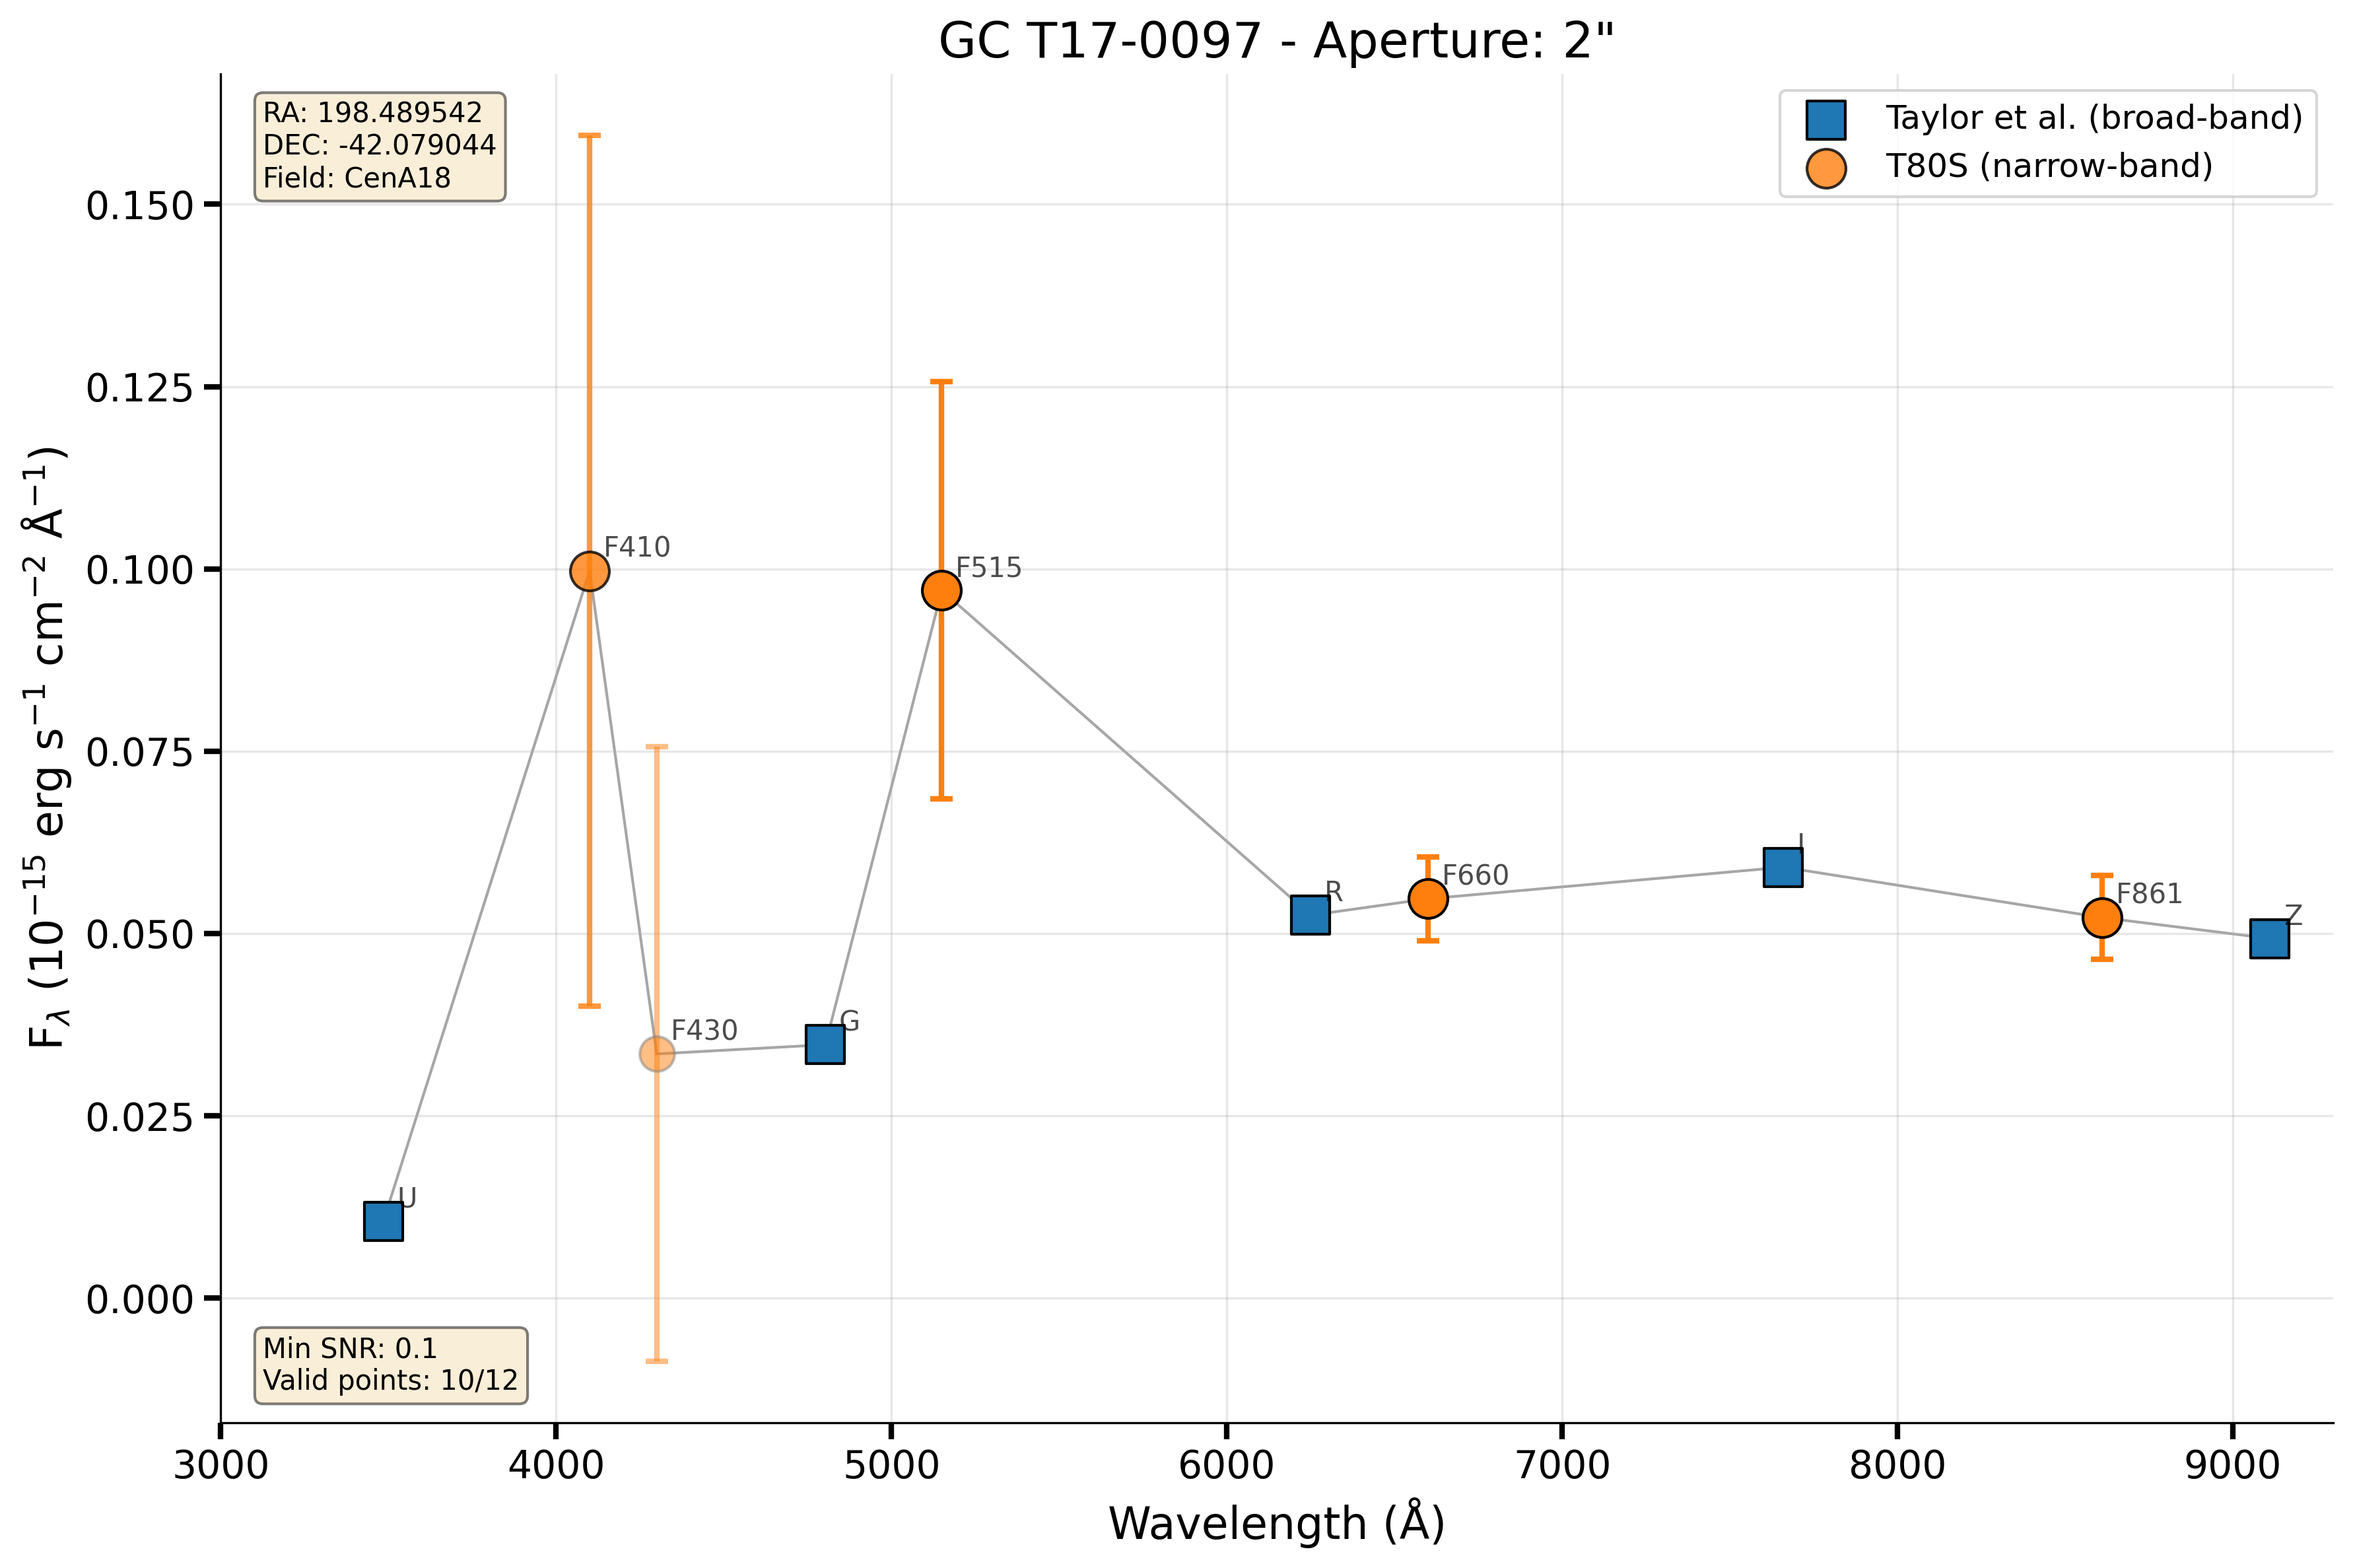 GC T17-0097 - Aperture: 2"
RA: 198.489542
DEC: -42.079044
Field: CenA18
Taylor et al. (broad-band)
T80S (narrow-band)
0.150
0.125
0.100
0.075
0.050
0.025
0.000
F_λ (10⁻¹⁵ erg s⁻¹ cm⁻² Å⁻¹)
F410
F515
F430
G
U
R
F660
I
F861
Z
Min SNR: 0.1
Valid points: 10/12
3000 4000 5000 6000 7000 8000 9000
Wavelength (Å)